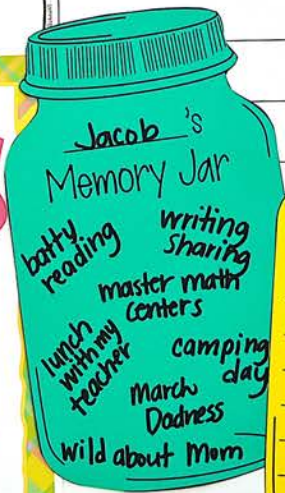 Jacob's
Memory Jar
batty
reading
writing
sharing
master math
centers
lunch
with my
teacher
camping
day
March
Dadness
Wild about Mom